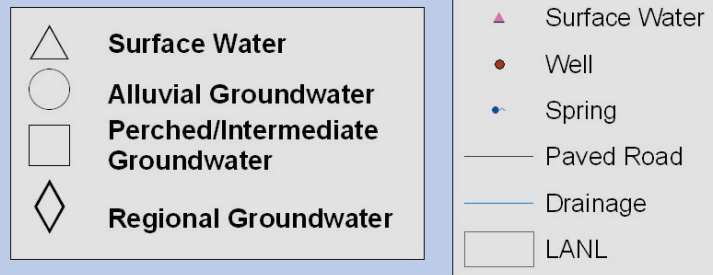 Surface Water
Alluvial Groundwater
Perched/Intermediate
Groundwater
Regional Groundwater
Surface Water
Well
Spring
Paved Road
Drainage
LANL